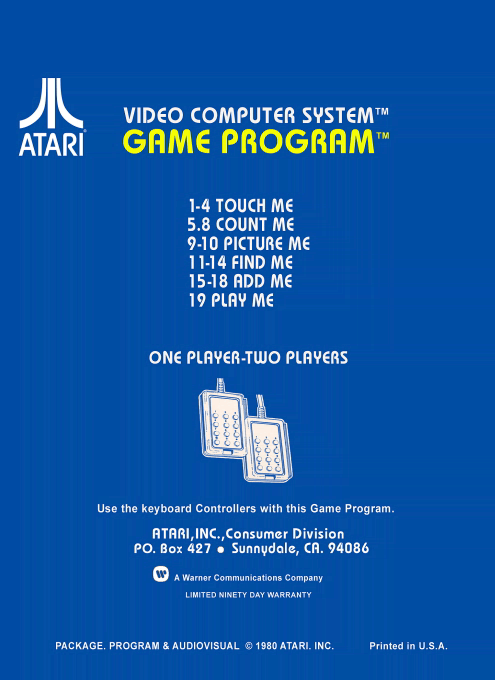 ATARI®
VIDEO COMPUTER SYSTEM™
GAME PROGRAM™
1-4 TOUCH ME
5.8 COUNT ME
9-10 PICTURE ME
11-14 FIND ME
15-18 ADD ME
19 PLAY ME
ONE PLAYER-TWO PLAYERS
Use the keyboard Controllers with this Game Program.
ATARI,INC.,Consumer Division
PO. Box 427 ● Sunnydale, CA. 94086
A Warner Communications Company
LIMITED NINETY DAY WARRANTY
PACKAGE. PROGRAM & AUDIOVISUAL © 1980 ATARI. INC. Printed in U.S.A.